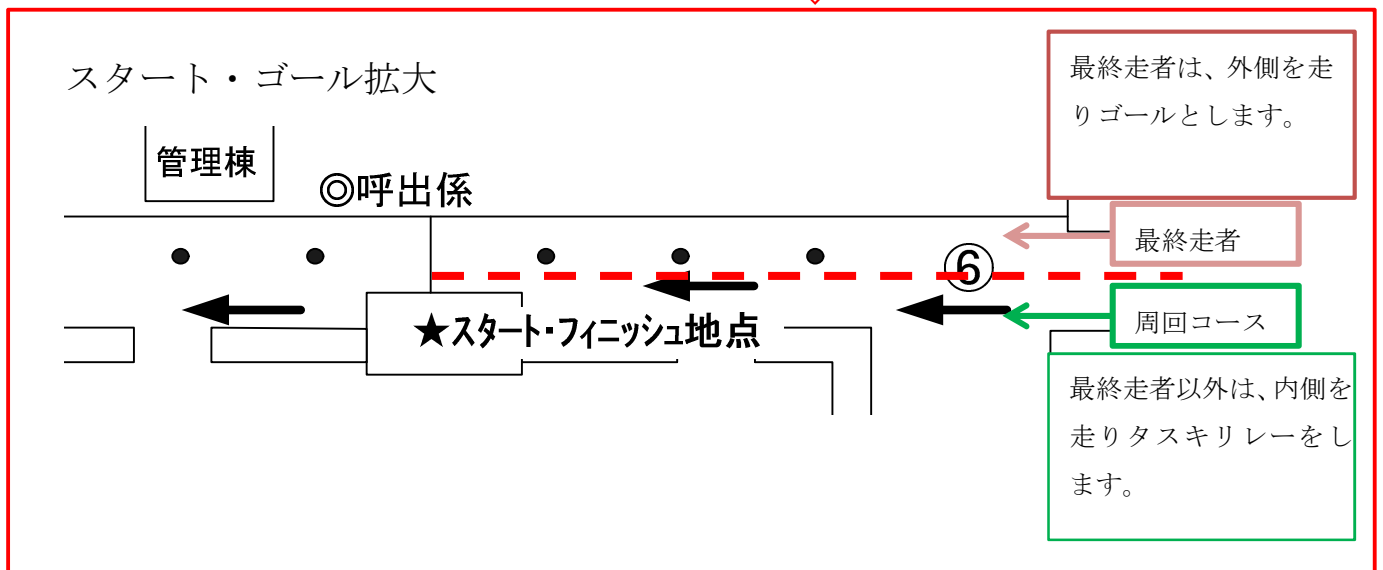 スタート・ゴール拡大
最終走者は、外側を走
りゴールとします。
管理棟
◎呼出係
最終走者
⑥
周回コース
★スタート・フィニッシュ地点
最終走者以外は、内側を
走りタスキリレーをし
ます。